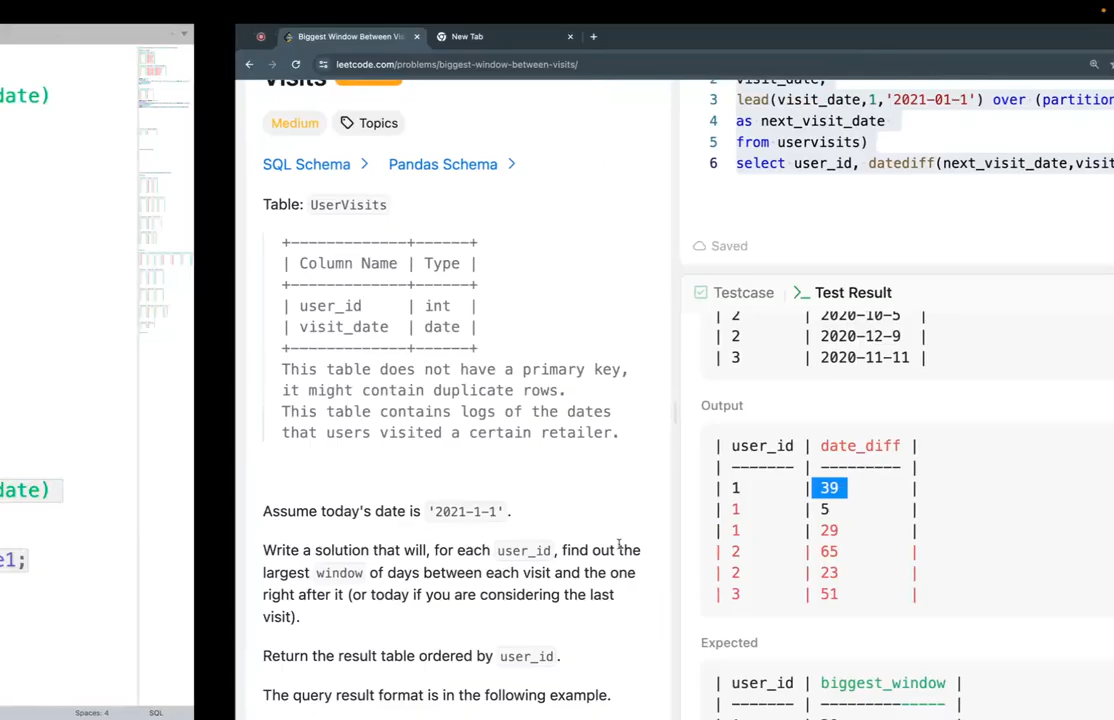 date)
date)
e1;
Spaces: 4
SQL
Biggest Window Between Vis
New Tab
leetcode.com/problems/biggest-window-between-visits/
Visits
Medium
Topics
SQL Schema
Pandas Schema
Table: UserVisits
+-------------+------+
| Column Name | Type |
+-------------+------+
| user_id     | int  |
| visit_date  | date |
+-------------+------+
This table does not have a primary key,
it might contain duplicate rows.
This table contains logs of the dates
that users visited a certain retailer.
Assume today's date is '2021-1-1'.
Write a solution that will, for each user_id, find out the
largest window of days between each visit and the one
right after it (or today if you are considering the last
visit).
Return the result table ordered by user_id.
The query result format is in the following example.
2 visit_date,
3 lead(visit_date,1,'2021-01-1') over (partition
4 as next_visit_date
5 from uservisits)
6 select user_id, datediff(next_visit_date,visit
Saved
Testcase
Test Result
| 2       | 2020-10-5  |
| 2       | 2020-12-9  |
| 3       | 2020-11-11 |
Output
| user_id | date_diff |
| ------- | --------- |
| 1       | 39        |
| 1       | 5         |
| 1       | 29        |
| 2       | 65        |
| 2       | 23        |
| 3       | 51        |
Expected
| user_id | biggest_window |